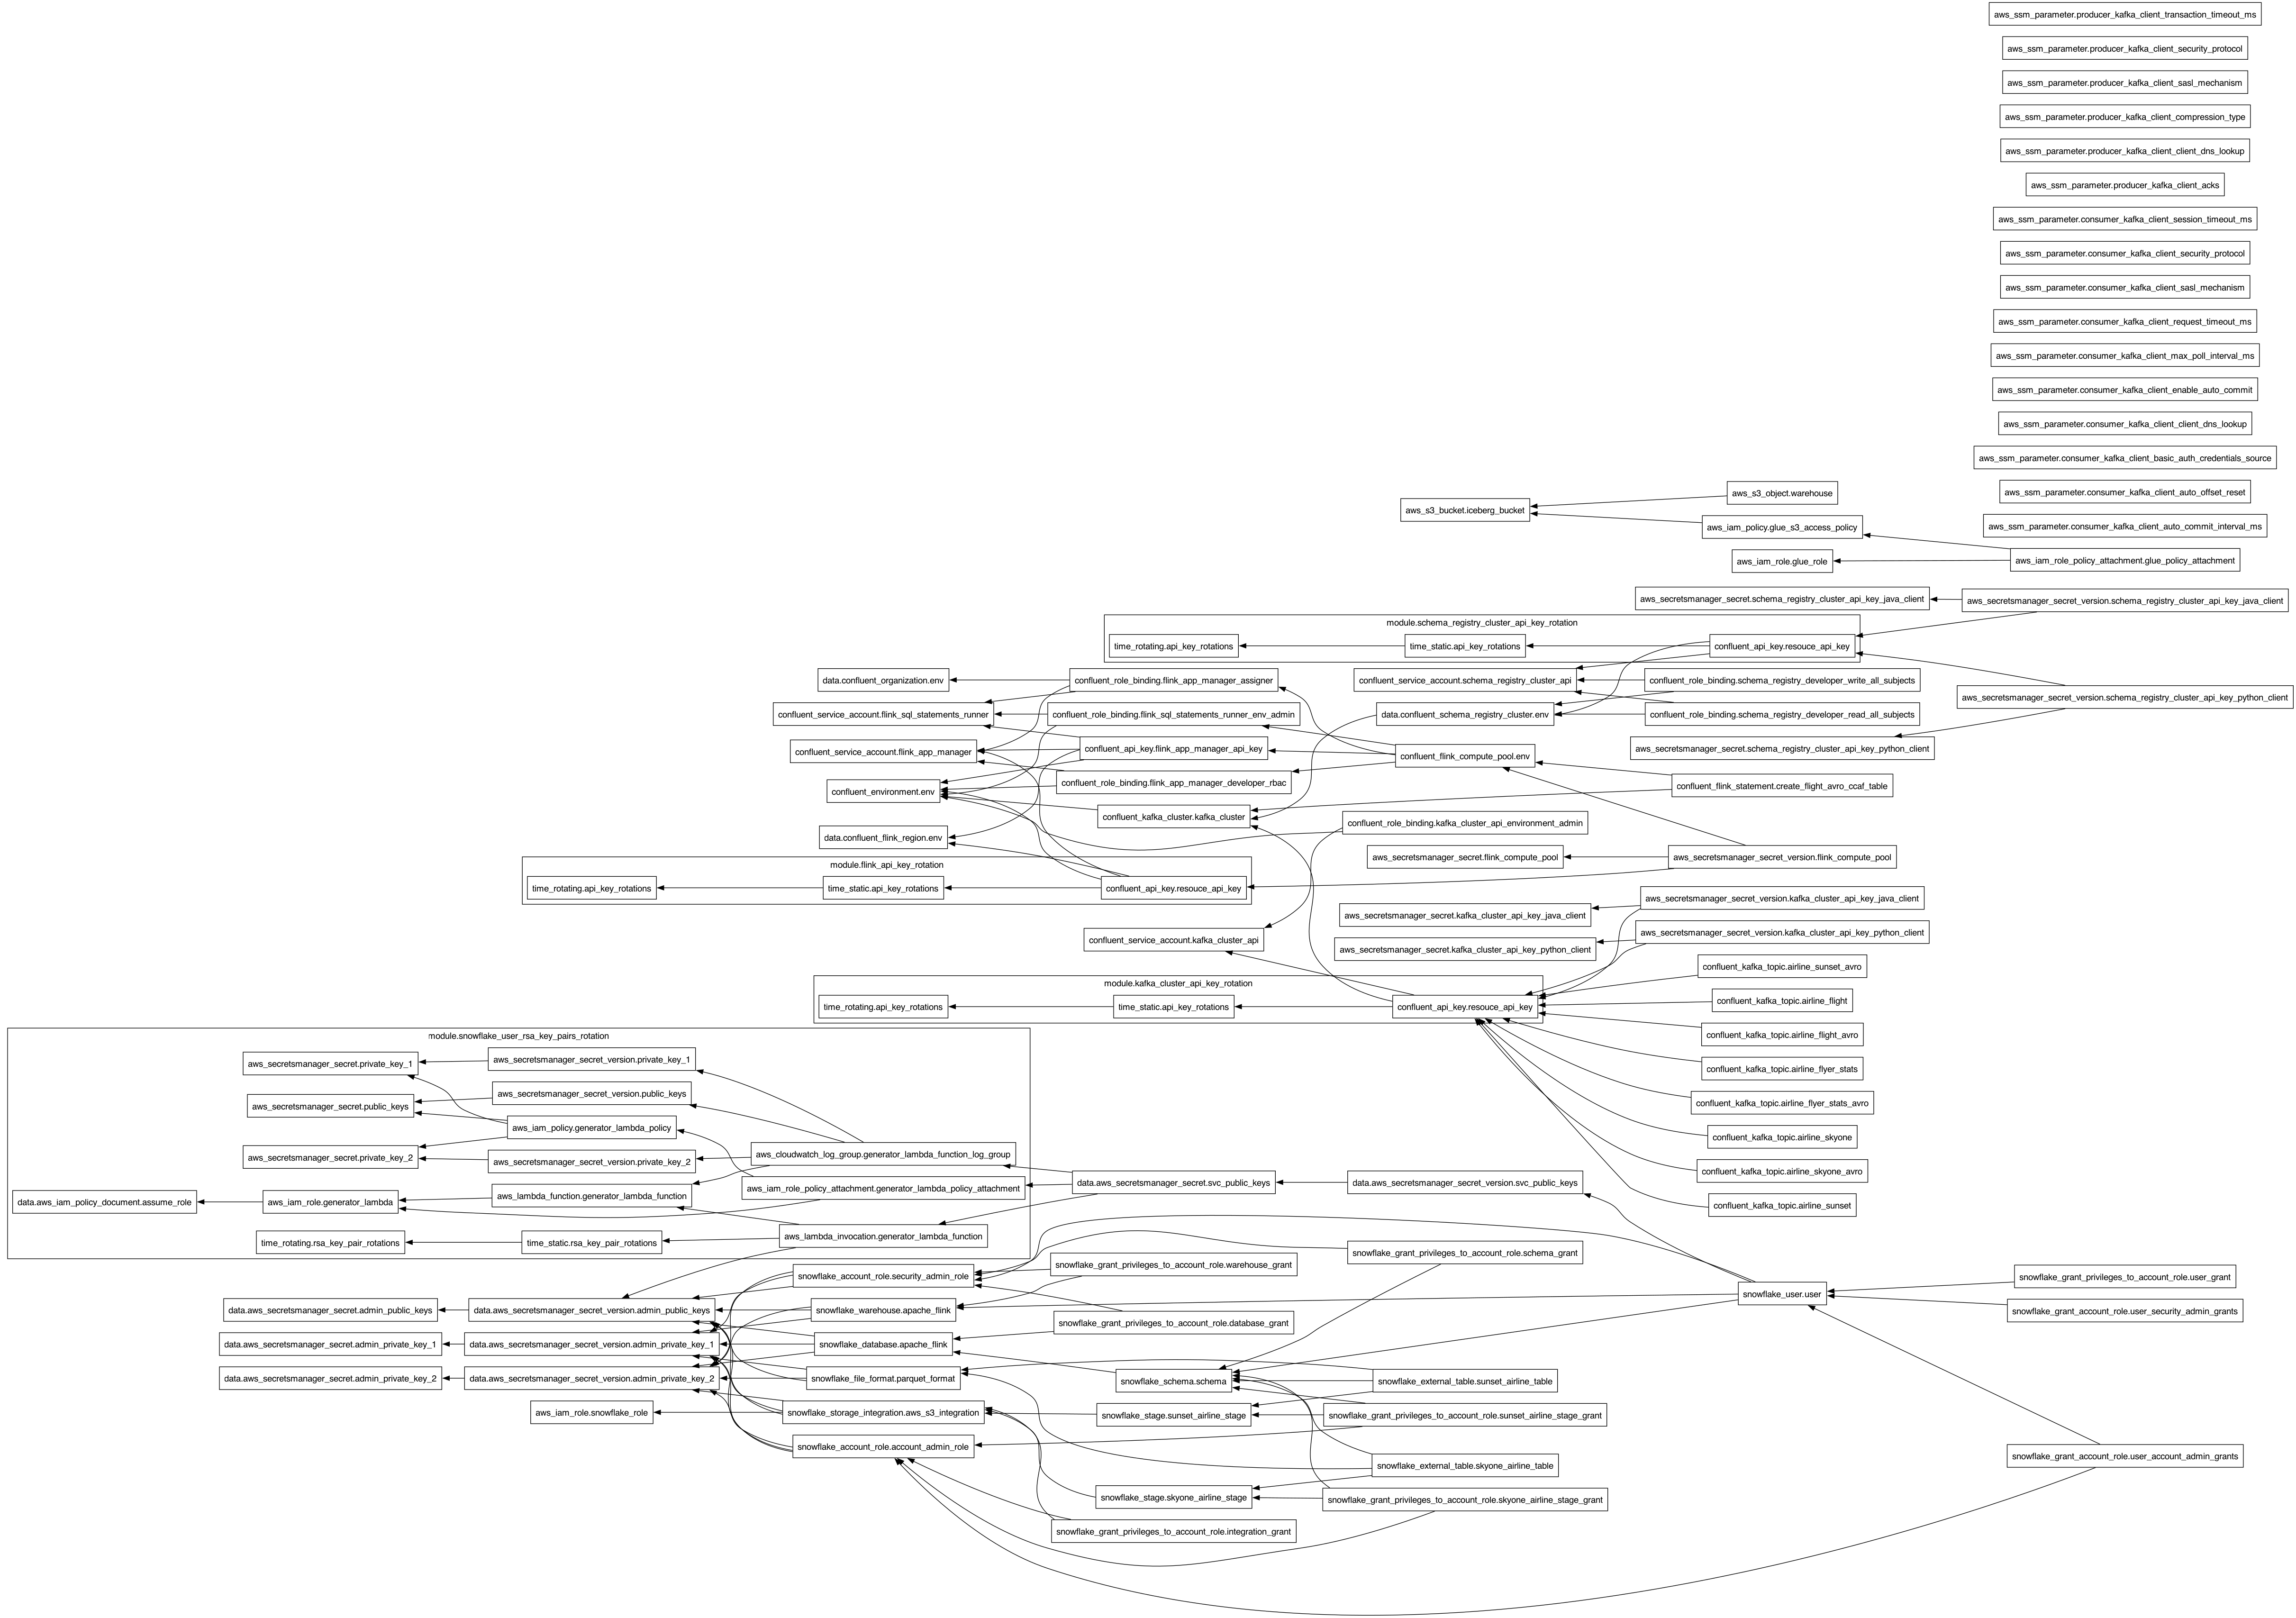 aws_ssm_parameter.producer_kafka_client_transaction_timeout_ms
aws_ssm_parameter.producer_kafka_client_security_protocol
aws_ssm_parameter.producer_kafka_client_sasl_mechanism
aws_ssm_parameter.producer_kafka_client_compression_type
aws_ssm_parameter.producer_kafka_client_client_dns_lookup
aws_ssm_parameter.producer_kafka_client_acks
aws_ssm_parameter.consumer_kafka_client_session_timeout_ms
aws_ssm_parameter.consumer_kafka_client_security_protocol
aws_ssm_parameter.consumer_kafka_client_sasl_mechanism
aws_ssm_parameter.consumer_kafka_client_request_timeout_ms
aws_ssm_parameter.consumer_kafka_client_max_poll_interval_ms
aws_ssm_parameter.consumer_kafka_client_enable_auto_commit
aws_ssm_parameter.consumer_kafka_client_client_dns_lookup
aws_ssm_parameter.consumer_kafka_client_basic_auth_credentials_source
aws_ssm_parameter.consumer_kafka_client_auto_offset_reset
aws_ssm_parameter.consumer_kafka_client_auto_commit_interval_ms
aws_s3_object.warehouse
aws_s3_bucket.iceberg_bucket
aws_iam_policy.glue_s3_access_policy
aws_iam_role.glue_role
aws_iam_role_policy_attachment.glue_policy_attachment
aws_secretsmanager_secret.schema_registry_cluster_api_key_java_client
aws_secretsmanager_secret_version.schema_registry_cluster_api_key_java_client
module.schema_registry_cluster_api_key_rotation
time_rotating.api_key_rotations
time_static.api_key_rotations
confluent_api_key.resouce_api_key
data.confluent_organization.env
confluent_role_binding.flink_app_manager_assigner
confluent_service_account.schema_registry_cluster_api
confluent_role_binding.schema_registry_developer_write_all_subjects
aws_secretsmanager_secret_version.schema_registry_cluster_api_key_python_client
confluent_service_account.flink_sql_statements_runner
confluent_role_binding.flink_sql_statements_runner_env_admin
data.confluent_schema_registry_cluster.env
confluent_role_binding.schema_registry_developer_read_all_subjects
confluent_service_account.flink_app_manager
confluent_api_key.flink_app_manager_api_key
confluent_flink_compute_pool.env
aws_secretsmanager_secret.schema_registry_cluster_api_key_python_client
confluent_environment.env
confluent_role_binding.flink_app_manager_developer_rbac
confluent_flink_statement.create_flight_avro_ccaf_table
confluent_kafka_cluster.kafka_cluster
confluent_role_binding.kafka_cluster_api_environment_admin
data.confluent_flink_region.env
module.flink_api_key_rotation
aws_secretsmanager_secret.flink_compute_pool
aws_secretsmanager_secret_version.flink_compute_pool
time_rotating.api_key_rotations
time_static.api_key_rotations
confluent_api_key.resouce_api_key
aws_secretsmanager_secret_version.kafka_cluster_api_key_java_client
aws_secretsmanager_secret.kafka_cluster_api_key_java_client
confluent_service_account.kafka_cluster_api
aws_secretsmanager_secret_version.kafka_cluster_api_key_python_client
aws_secretsmanager_secret.kafka_cluster_api_key_python_client
confluent_kafka_topic.airline_sunset_avro
module.kafka_cluster_api_key_rotation
time_rotating.api_key_rotations
time_static.api_key_rotations
confluent_api_key.resouce_api_key
confluent_kafka_topic.airline_flight
confluent_kafka_topic.airline_flight_avro
confluent_kafka_topic.airline_flyer_stats
confluent_kafka_topic.airline_flyer_stats_avro
confluent_kafka_topic.airline_skyone
confluent_kafka_topic.airline_skyone_avro
confluent_kafka_topic.airline_sunset
module.snowflake_user_rsa_key_pairs_rotation
aws_secretsmanager_secret.private_key_1
aws_secretsmanager_secret_version.private_key_1
aws_secretsmanager_secret_version.public_keys
aws_secretsmanager_secret.public_keys
aws_iam_policy.generator_lambda_policy
aws_secretsmanager_secret.private_key_2
aws_secretsmanager_secret_version.private_key_2
aws_cloudwatch_log_group.generator_lambda_function_log_group
data.aws_iam_policy_document.assume_role
aws_iam_role.generator_lambda
aws_lambda_function.generator_lambda_function
aws_iam_role_policy_attachment.generator_lambda_policy_attachment
data.aws_secretsmanager_secret.svc_public_keys
data.aws_secretsmanager_secret_version.svc_public_keys
time_rotating.rsa_key_pair_rotations
time_static.rsa_key_pair_rotations
aws_lambda_invocation.generator_lambda_function
snowflake_grant_privileges_to_account_role.schema_grant
snowflake_account_role.security_admin_role
snowflake_grant_privileges_to_account_role.warehouse_grant
snowflake_user.user
snowflake_grant_privileges_to_account_role.user_grant
data.aws_secretsmanager_secret.admin_public_keys
data.aws_secretsmanager_secret_version.admin_public_keys
snowflake_warehouse.apache_flink
snowflake_grant_privileges_to_account_role.database_grant
snowflake_grant_account_role.user_security_admin_grants
data.aws_secretsmanager_secret.admin_private_key_1
data.aws_secretsmanager_secret_version.admin_private_key_1
snowflake_database.apache_flink
data.aws_secretsmanager_secret.admin_private_key_2
data.aws_secretsmanager_secret_version.admin_private_key_2
snowflake_file_format.parquet_format
snowflake_schema.schema
snowflake_external_table.sunset_airline_table
aws_iam_role.snowflake_role
snowflake_storage_integration.aws_s3_integration
snowflake_stage.sunset_airline_stage
snowflake_grant_privileges_to_account_role.sunset_airline_stage_grant
snowflake_account_role.account_admin_role
snowflake_external_table.skyone_airline_table
snowflake_grant_account_role.user_account_admin_grants
snowflake_stage.skyone_airline_stage
snowflake_grant_privileges_to_account_role.skyone_airline_stage_grant
snowflake_grant_privileges_to_account_role.integration_grant